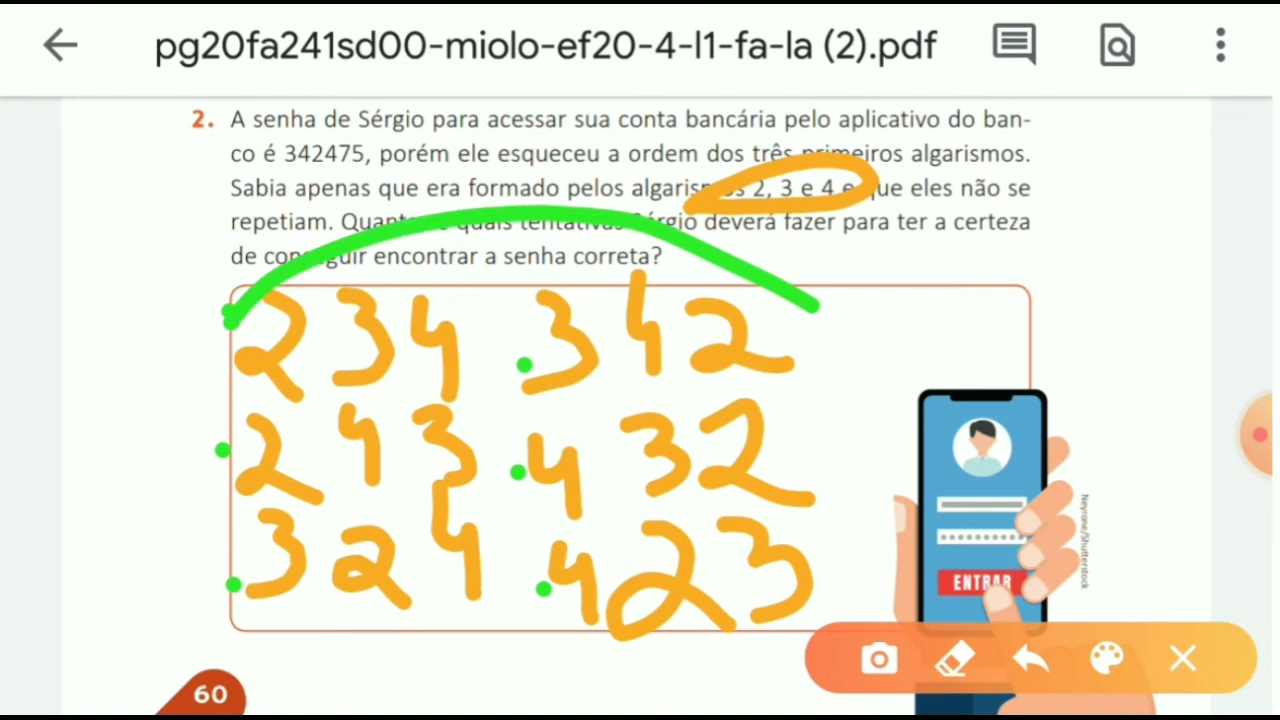 pg20fa241sd00-miolo-ef20-4-l1-fa-la (2).pdf
2. A senha de Sérgio para acessar sua conta bancária pelo aplicativo do ban-
co é 342475, porém ele esqueceu a ordem dos três primeiros algarismos.
Sabia apenas que era formado pelos algarismos 2, 3 e 4 e que eles não se
repetiam. Quantas e quais tentativas Sérgio deverá fazer para ter a certeza
de conseguir encontrar a senha correta?
234 .342
243 .432
324 .423
ENTRAR
Neyrone/Shutterstock
60